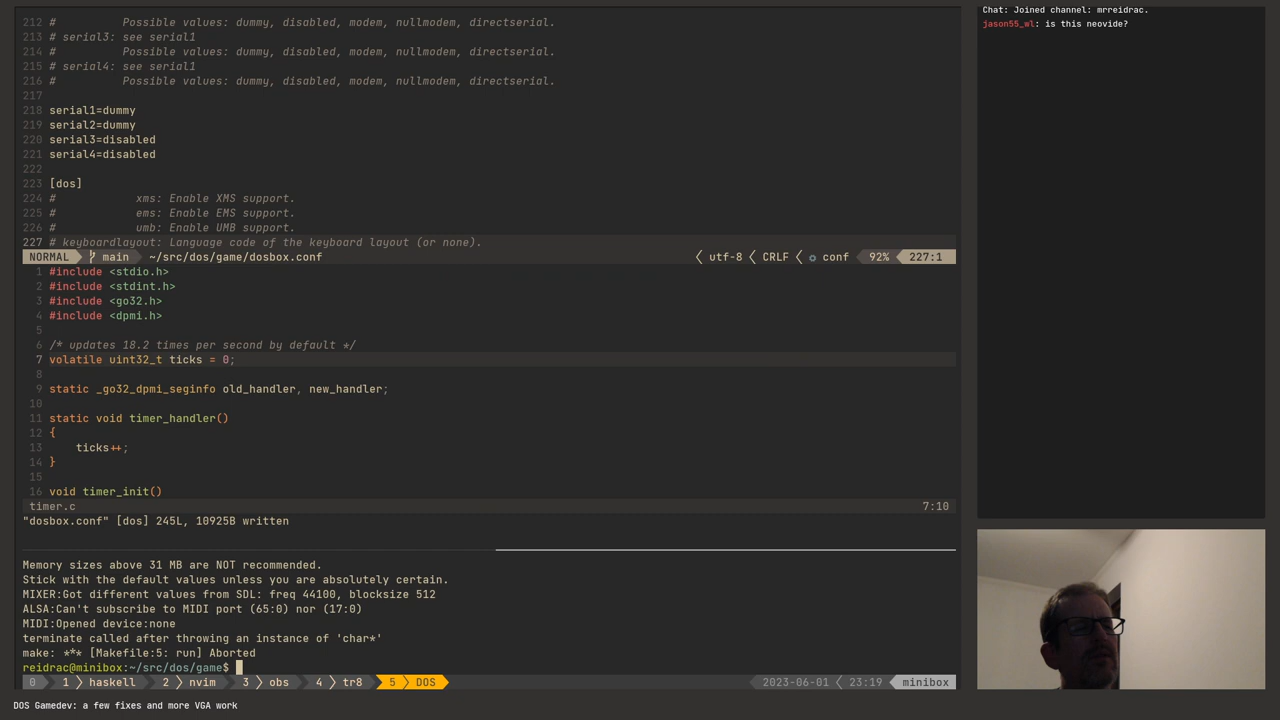 212 #          Possible values: dummy, disabled, modem, nullmodem, directserial.
213 # serial3: see serial1
214 #          Possible values: dummy, disabled, modem, nullmodem, directserial.
215 # serial4: see serial1
216 #          Possible values: dummy, disabled, modem, nullmodem, directserial.
217
218 serial1=dummy
219 serial2=dummy
220 serial3=disabled
221 serial4=disabled
222
223 [dos]
224 #            xms: Enable XMS support.
225 #            ems: Enable EMS support.
226 #            umb: Enable UMB support.
227 # keyboardlayout: Language code of the keyboard layout (or none).
NORMAL main ~/src/dos/game/dosbox.conf utf-8 CRLF conf 92% 227:1
1 #include <stdio.h>
2 #include <stdint.h>
3 #include <go32.h>
4 #include <dpmi.h>
5
6 /* updates 18.2 times per second by default */
7 volatile uint32_t ticks = 0;
8
9 static _go32_dpmi_seginfo old_handler, new_handler;
10
11 static void timer_handler()
12 {
13     ticks++;
14 }
15
16 void timer_init()
timer.c 7:10
"dosbox.conf" [dos] 245L, 10925B written
Memory sizes above 31 MB are NOT recommended.
Stick with the default values unless you are absolutely certain.
MIXER:Got different values from SDL: freq 44100, blocksize 512
ALSA:Can't subscribe to MIDI port (65:0) nor (17:0)
MIDI:Opened device:none
terminate called after throwing an instance of 'char*'
make: *** [Makefile:5: run] Aborted
reidrac@minibox:~/src/dos/game$
0 1 haskell 2 nvim 3 obs 4 tr8 5 DOS 2023-06-01 23:19 minibox
DOS Gamedev: a few fixes and more VGA work
Chat: Joined channel: mrreidrac.
jason55_wl: is this neovide?